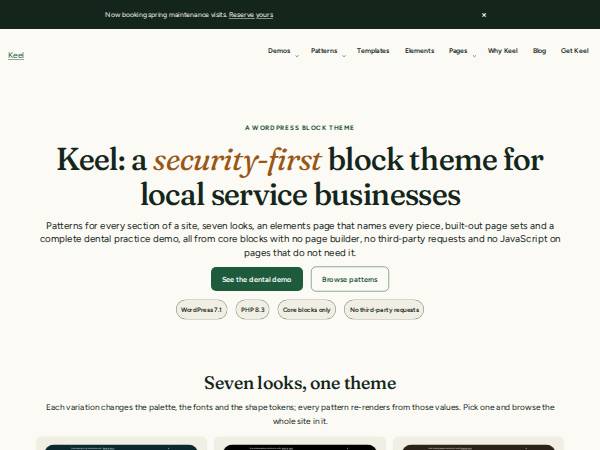 Now booking spring maintenance visits. Reserve yours ×
Keel
Demos Patterns Templates Elements Pages Why Keel Blog Get Keel
A WORDPRESS BLOCK THEME
Keel: a security-first block theme for
local service businesses
Patterns for every section of a site, seven looks, an elements page that names every piece, built-out page sets and a
complete dental practice demo, all from core blocks with no page builder, no third-party requests and no JavaScript on
pages that do not need it.
See the dental demo Browse patterns
WordPress 7.1 PHP 8.3 Core blocks only No third-party requests
Seven looks, one theme
Each variation changes the palette, the fonts and the shape tokens; every pattern re-renders from those values. Pick one and browse the
whole site in it.